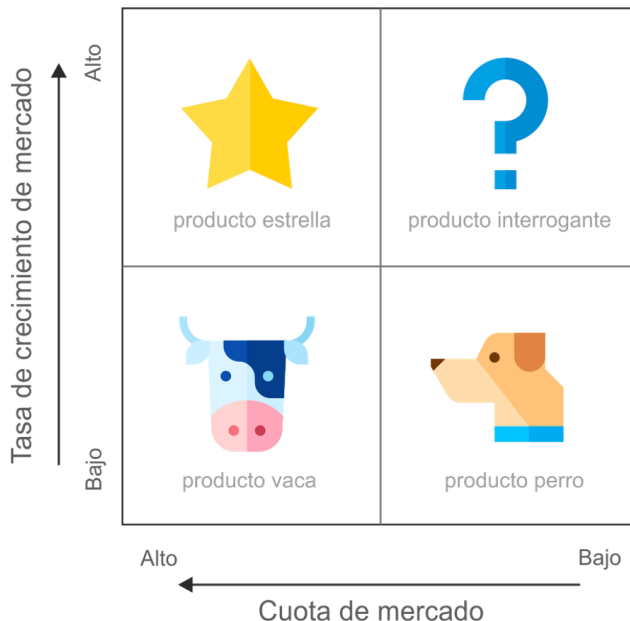 Tasa de crecimiento de mercado
Alto
Bajo
producto estrella
producto interrogante
producto vaca
producto perro
Alto
Bajo
Cuota de mercado